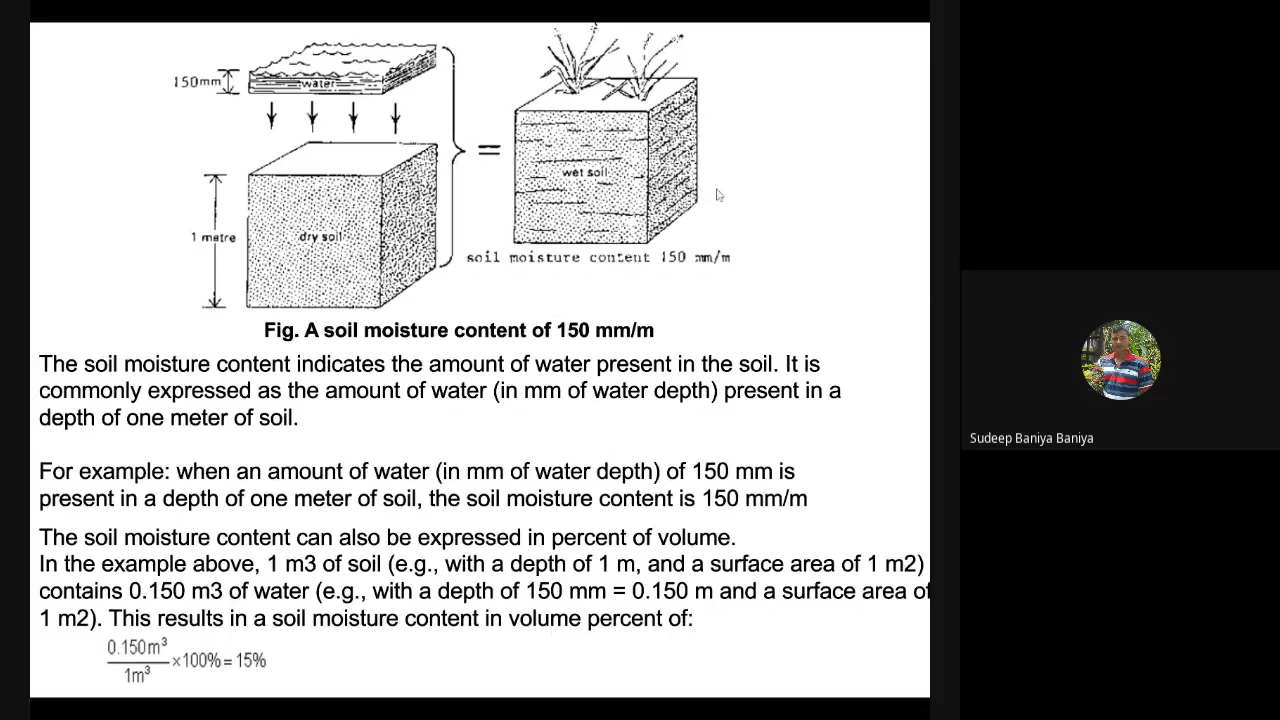 150mm
water
1 metre
dry soil
=
wet soil
soil moisture content 150 mm/m
Fig. A soil moisture content of 150 mm/m
The soil moisture content indicates the amount of water present in the soil. It is
commonly expressed as the amount of water (in mm of water depth) present in a
depth of one meter of soil.
For example: when an amount of water (in mm of water depth) of 150 mm is
present in a depth of one meter of soil, the soil moisture content is 150 mm/m
The soil moisture content can also be expressed in percent of volume.
In the example above, 1 m3 of soil (e.g., with a depth of 1 m, and a surface area of 1 m2)
contains 0.150 m3 of water (e.g., with a depth of 150 mm = 0.150 m and a surface area of
1 m2). This results in a soil moisture content in volume percent of:
0.150m³
1m³
×100% = 15%
Sudeep Baniya Baniya